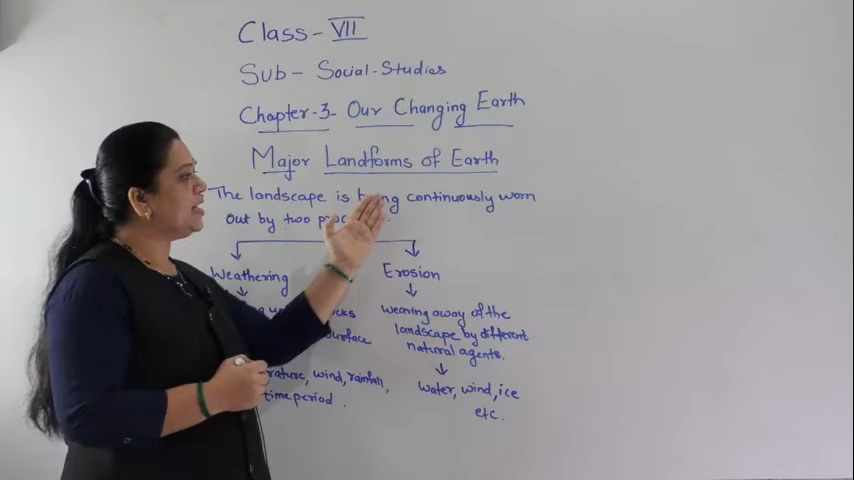 Class - VII
Sub - Social-Studies
Chapter-3- Our Changing Earth
Major Landforms of Earth
The landscape is being continuously worn
out by two
Weathering Erosion
wearing away of the
landscape by different
surface
natural agents.
wind, rainfall,
water, wind, ice
time period.
etc.